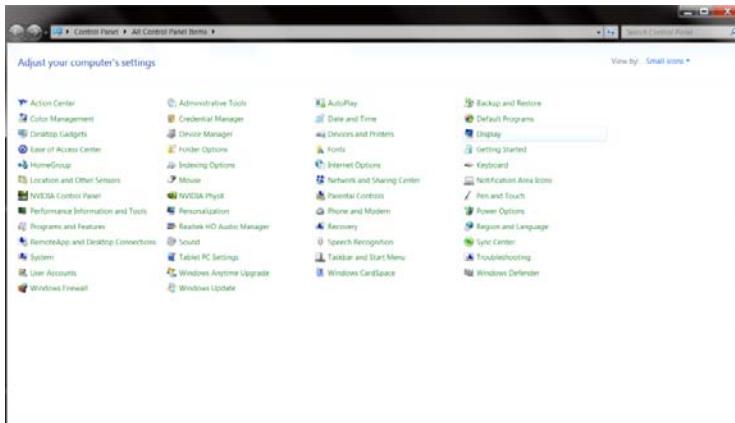 Control Panel ▸ All Control Panel Items ▸ Search Control Panel
Adjust your computer's settings View by: Small icons
Action Center Administrative Tools AutoPlay Backup and Restore
Color Management Credential Manager Date and Time Default Programs
Desktop Gadgets Device Manager Devices and Printers Display
Ease of Access Center Folder Options Fonts Getting Started
HomeGroup Indexing Options Internet Options Keyboard
Location and Other Sensors Mouse Network and Sharing Center Notification Area Icons
NVIDIA Control Panel NVIDIA PhysX Parental Controls Pen and Touch
Performance Information and Tools Personalization Phone and Modem Power Options
Programs and Features Realtek HD Audio Manager Recovery Region and Language
RemoteApp and Desktop Connections Sound Speech Recognition Sync Center
System Tablet PC Settings Taskbar and Start Menu Troubleshooting
User Accounts Windows Anytime Upgrade Windows CardSpace Windows Defender
Windows Firewall Windows Update